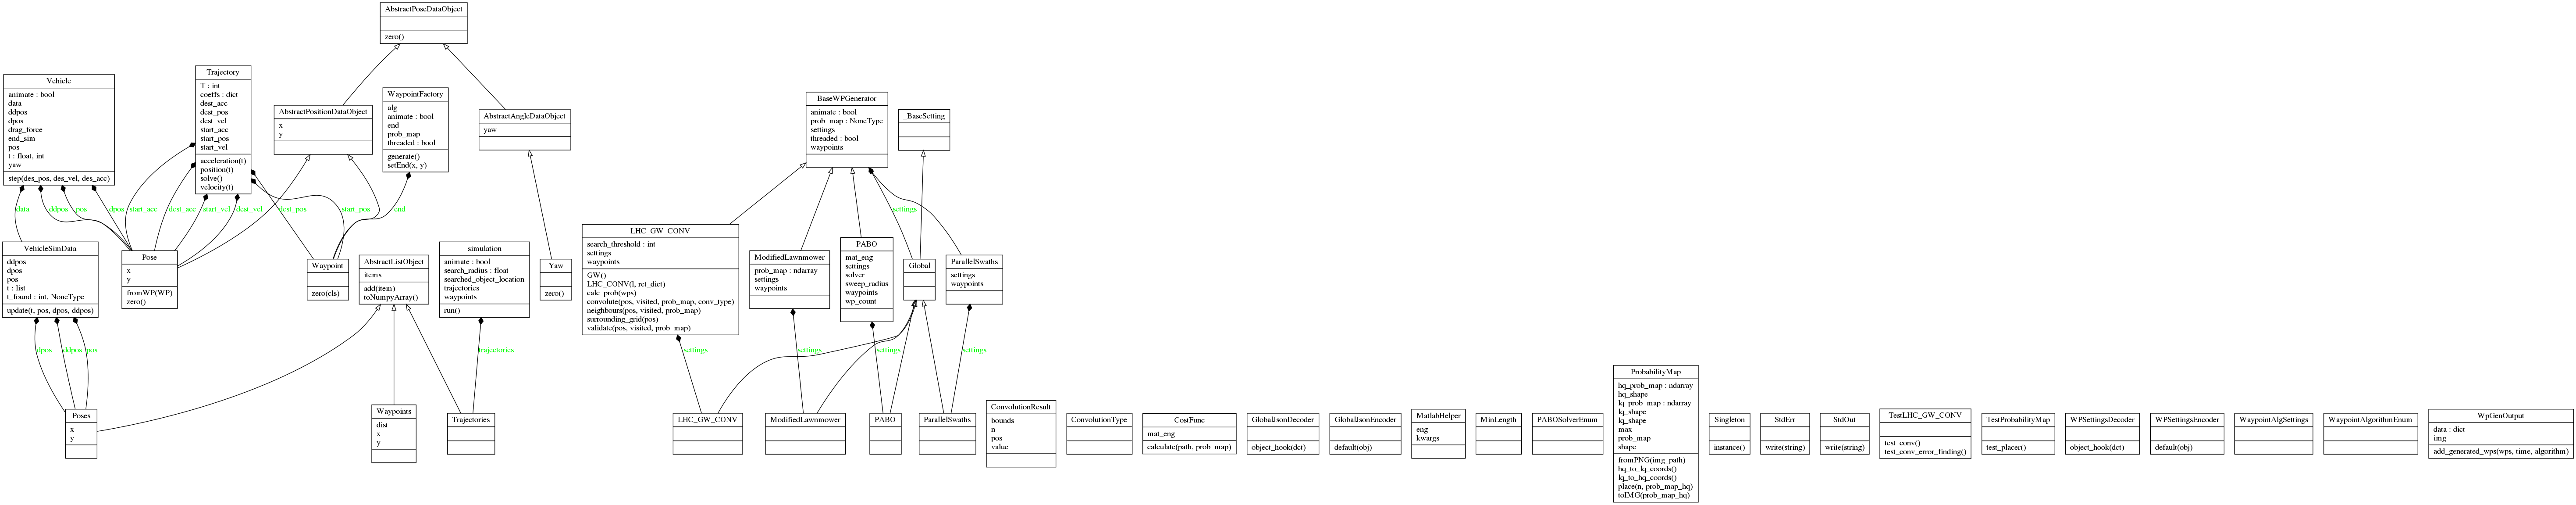 AbstractPoseDataObject
zero()
Vehicle
animate : bool
data
ddpos
dpos
drag_force
end_sim
pos
t : float, int
yaw
step(des_pos, des_vel, des_acc)
Trajectory
T : int
coeffs : dict
dest_acc
dest_pos
dest_vel
start_acc
start_pos
start_vel
acceleration(t)
position(t)
solve()
velocity(t)
AbstractPositionDataObject
x
y
WaypointFactory
alg
animate : bool
end
prob_map
threaded : bool
generate()
setEnd(x, y)
AbstractAngleDataObject
yaw
BaseWPGenerator
animate : bool
prob_map : NoneType
settings
threaded : bool
waypoints
_BaseSetting
data
ddpos
pos
dpos
start_acc
dest_acc
start_vel
dest_vel
dest_pos
start_pos
end
settings
VehicleSimData
ddpos
dpos
pos
t : list
t_found : int, NoneType
update(t, pos, dpos, ddpos)
Pose
x
y
fromWP(WP)
zero()
Waypoint
zero(cls)
AbstractListObject
items
add(item)
toNumpyArray()
simulation
animate : bool
search_radius : float
searched_object_location
trajectories
waypoints
run()
Yaw
zero()
LHC_GW_CONV
search_threshold : int
settings
waypoints
GW()
LHC_CONV(I, ret_dict)
calc_prob(wps)
convolute(pos, visited, prob_map, conv_type)
neighbours(pos, visited, prob_map)
surrounding_grid(pos)
validate(pos, visited, prob_map)
ModifiedLawnmower
prob_map : ndarray
settings
waypoints
PABO
mat_eng
settings
solver
sweep_radius
waypoints
wp_count
Global
ParallelSwaths
settings
waypoints
dpos
ddpos
pos
trajectories
settings
settings
settings
settings
Poses
x
y
Waypoints
dist
x
y
Trajectories
LHC_GW_CONV
ModifiedLawnmower
PABO
ParallelSwaths
ConvolutionResult
bounds
n
pos
value
ConvolutionType
CostFunc
mat_eng
calculate(path, prob_map)
GlobalJsonDecoder
object_hook(dct)
GlobalJsonEncoder
default(obj)
MatlabHelper
eng
kwargs
MinLength
PABOSolverEnum
ProbabilityMap
hq_prob_map : ndarray
hq_shape
lq_prob_map : ndarray
lq_shape
lq_shape
max
prob_map
shape
fromPNG(img_path)
hq_to_lq_coords()
lq_to_hq_coords()
place(n, prob_map_hq)
toIMG(prob_map_hq)
Singleton
instance()
StdErr
write(string)
StdOut
write(string)
TestLHC_GW_CONV
test_conv()
test_conv_error_finding()
TestProbabilityMap
test_placer()
WPSettingsDecoder
object_hook(dct)
WPSettingsEncoder
default(obj)
WaypointAlgSettings
WaypointAlgorithmEnum
WpGenOutput
data : dict
img
add_generated_wps(wps, time, algorithm)